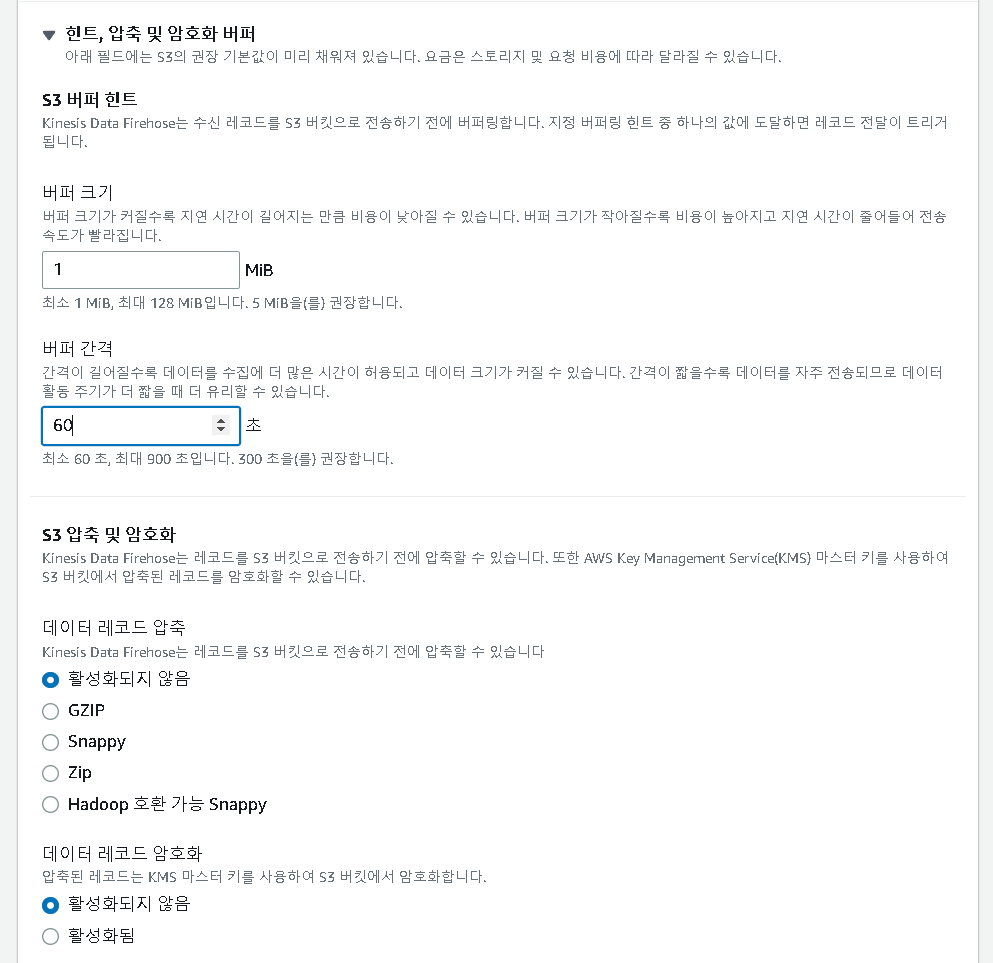 힌트, 압축 및 암호화 버퍼
아래 필드에는 S3의 권장 기본값이 미리 채워져 있습니다. 요금은 스토리지 및 요청 비용에 따라 달라질 수 있습니다.
S3 버퍼 힌트
Kinesis Data Firehose는 수신 레코드를 S3 버킷으로 전송하기 전에 버퍼링합니다. 지정 버퍼링 힌트 중 하나의 값에 도달하면 레코드 전달이 트리거
됩니다.
버퍼 크기
버퍼 크기가 커질수록 지연 시간이 길어지는 만큼 비용이 낮아질 수 있습니다. 버퍼 크기가 작아질수록 비용이 높아지고 지연 시간이 줄어들어 전송
속도가 빨라집니다.
1 MiB
최소 1 MiB, 최대 128 MiB입니다. 5 MiB을(를) 권장합니다.
버퍼 간격
간격이 길어질수록 데이터를 수집에 더 많은 시간이 허용되고 데이터 크기가 커질 수 있습니다. 간격이 짧을수록 데이터를 자주 전송되므로 데이터
활동 주기가 더 짧을 때 더 유리할 수 있습니다.
60 초
최소 60 초, 최대 900 초입니다. 300 초을(를) 권장합니다.
S3 압축 및 암호화
Kinesis Data Firehose는 레코드를 S3 버킷으로 전송하기 전에 압축할 수 있습니다. 또한 AWS Key Management Service(KMS) 마스터 키를 사용하여
S3 버킷에서 압축된 레코드를 암호화할 수 있습니다.
데이터 레코드 압축
Kinesis Data Firehose는 레코드를 S3 버킷으로 전송하기 전에 압축할 수 있습니다
활성화되지 않음
GZIP
Snappy
Zip
Hadoop 호환 가능 Snappy
데이터 레코드 암호화
압축된 레코드는 KMS 마스터 키를 사용하여 S3 버킷에서 암호화합니다.
활성화되지 않음
활성화됨